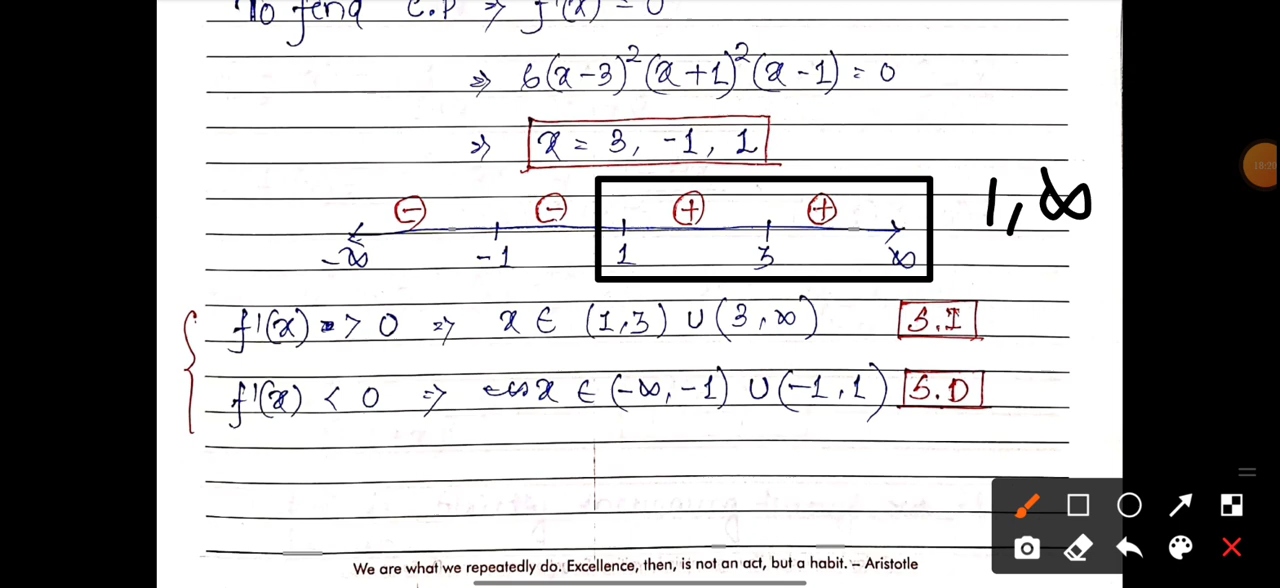 To find C.P ⇒ f'(x) = 0
⇒ 6(x-3)²(x+1)²(x-1) = 0
⇒ x = 3, -1, 1
⊖ ⊖ ⊕ ⊕ 1, ∞
-∞ -1 1 3 ∞
f'(x) > 0 ⇒ x ∈ (1,3) ∪ (3,∞) S.I
f'(x) < 0 ⇒ x ∈ (-∞,-1) ∪ (-1,1) S.D
We are what we repeatedly do. Excellence, then, is not an act, but a habit. – Aristotle